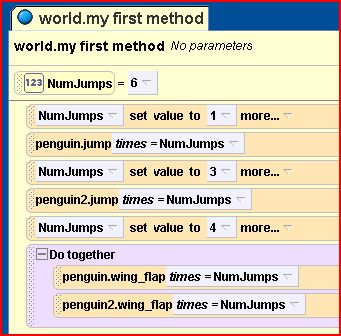 world.my first method
world.my first method No parameters
123 NumJumps = 6
NumJumps set value to 1 more...
penguin.jump times = NumJumps
NumJumps set value to 3 more...
penguin2.jump times = NumJumps
NumJumps set value to 4 more...
Do together
penguin.wing_flap times = NumJumps
penguin2.wing_flap times = NumJumps